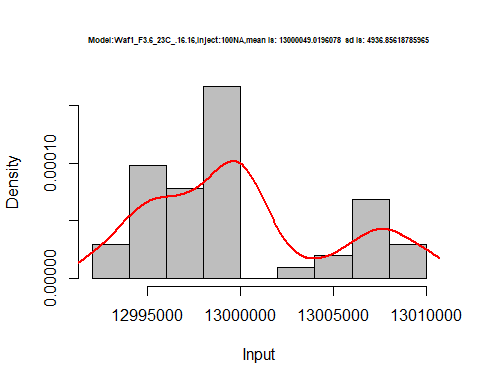 Model:Waf1_F3.6_23C_.16.16,Inject:100NA,mean is: 13000049.0196078 sd is: 4936.85618785965
Density
0.00010
0.00000
12995000 13000000 13005000 13010000
Input